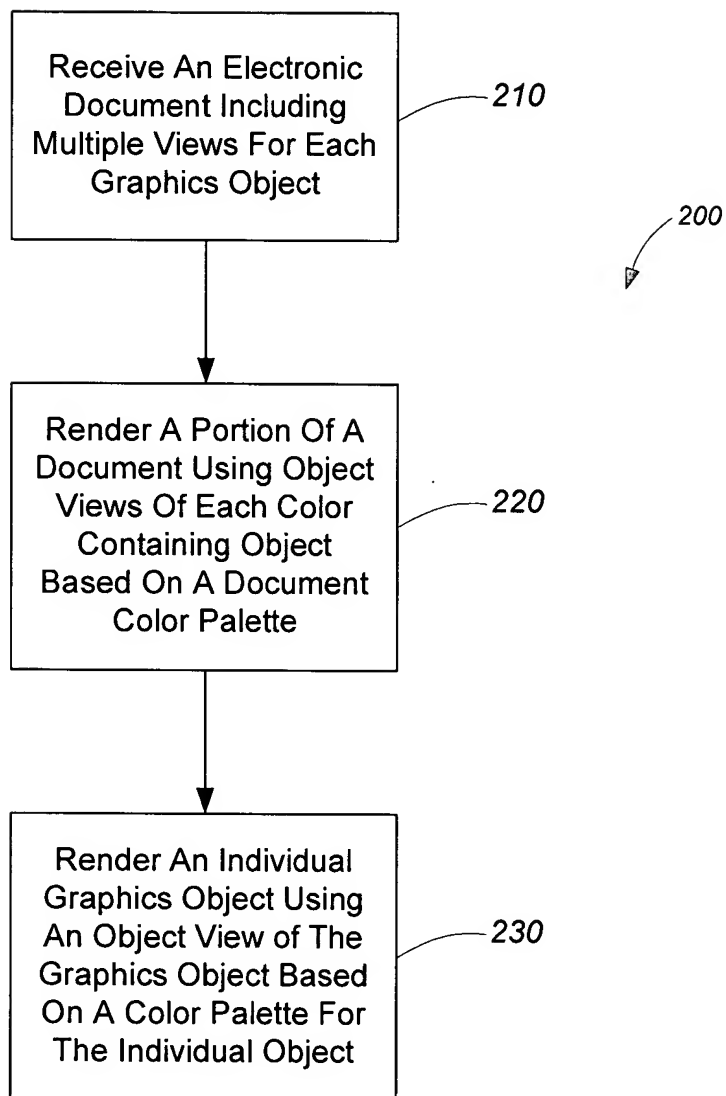 Receive An Electronic
Document Including
Multiple Views For Each
Graphics Object
210
200
Render A Portion Of A
Document Using Object
Views Of Each Color
Containing Object
Based On A Document
Color Palette
220
Render An Individual
Graphics Object Using
An Object View of The
Graphics Object Based
On A Color Palette For
The Individual Object
230